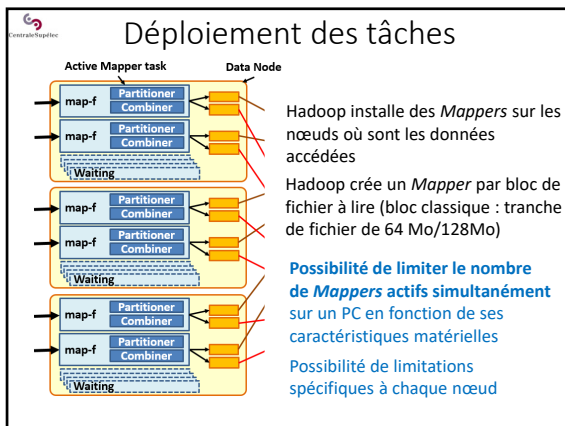 CentraleSupélec
Déploiement des tâches
Active Mapper task
Data Node
map-f
Partitioner
Combiner
map-f
Partitioner
Combiner
Waiting
map-f
Partitioner
Combiner
map-f
Partitioner
Combiner
Waiting
map-f
Partitioner
Combiner
map-f
Partitioner
Combiner
Waiting
Hadoop installe des Mappers sur les
nœuds où sont les données
accédées
Hadoop crée un Mapper par bloc de
fichier à lire (bloc classique : tranche
de fichier de 64 Mo/128Mo)
Possibilité de limiter le nombre
de Mappers actifs simultanément
sur un PC en fonction de ses
caractéristiques matérielles
Possibilité de limitations
spécifiques à chaque nœud